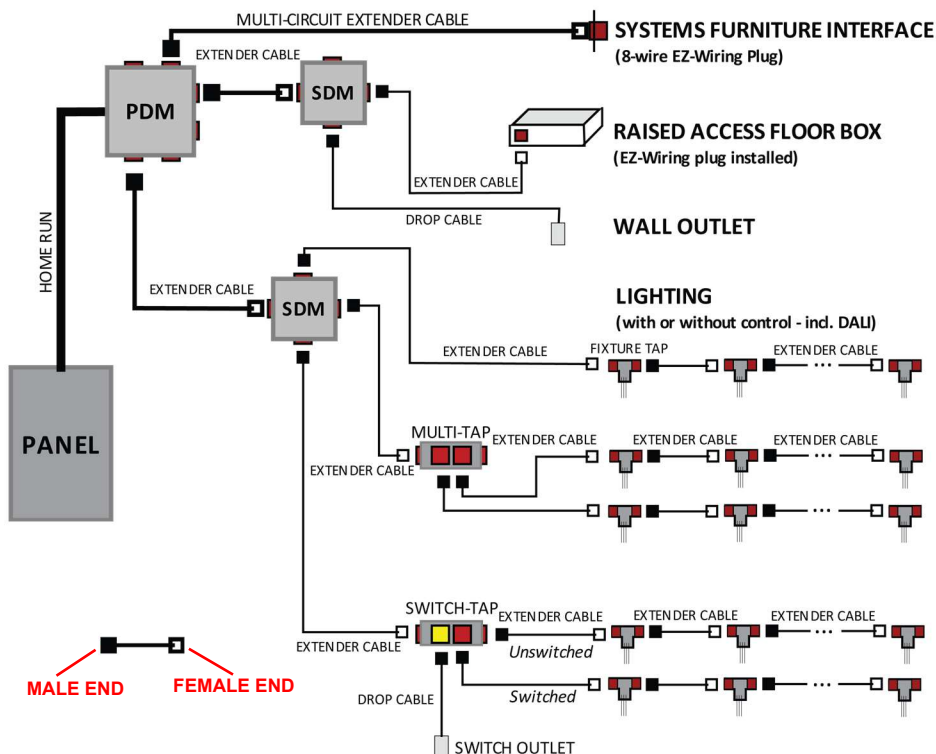 MULTI-CIRCUIT EXTENDER CABLE
SYSTEMS FURNITURE INTERFACE
(8-wire EZ-Wiring Plug)
EXTENDER CABLE
PDM
SDM
RAISED ACCESS FLOOR BOX
(EZ-Wiring plug installed)
EXTENDER CABLE
DROP CABLE
WALL OUTLET
HOME RUN
EXTENDER CABLE
SDM
LIGHTING
(with or without control - incl. DALI)
EXTENDER CABLE
FIXTURE TAP
EXTENDER CABLE
...
PANEL
MULTI-TAP
EXTENDER CABLE
EXTENDER CABLE
EXTENDER CABLE
EXTENDER CABLE
...
...
SWITCH-TAP
EXTENDER CABLE
EXTENDER CABLE
EXTENDER CABLE
EXTENDER CABLE
Unswitched
...
Switched
...
DROP CABLE
SWITCH OUTLET
MALE END
FEMALE END